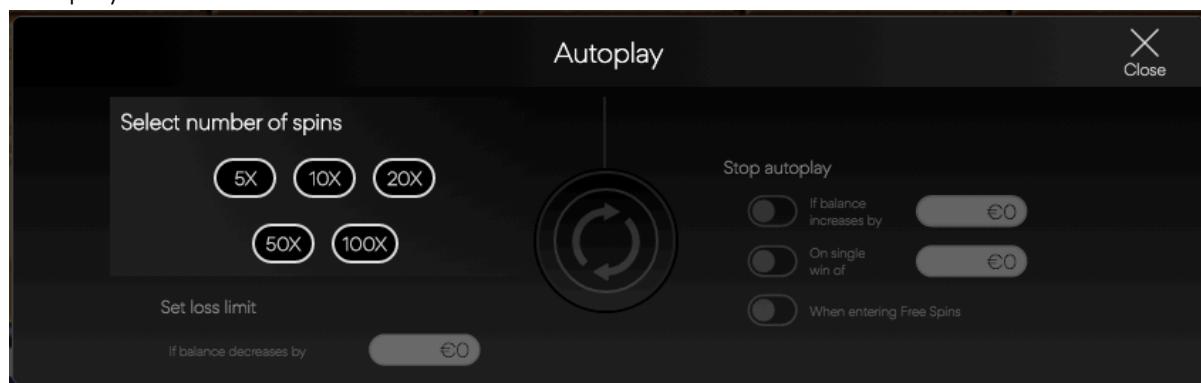 Autoplay
Close
Select number of spins
5X 10X 20X
50X 100X
Set loss limit
If balance decreases by €0
Stop autoplay
If balance
increases by €0
On single
win of €0
When entering Free Spins